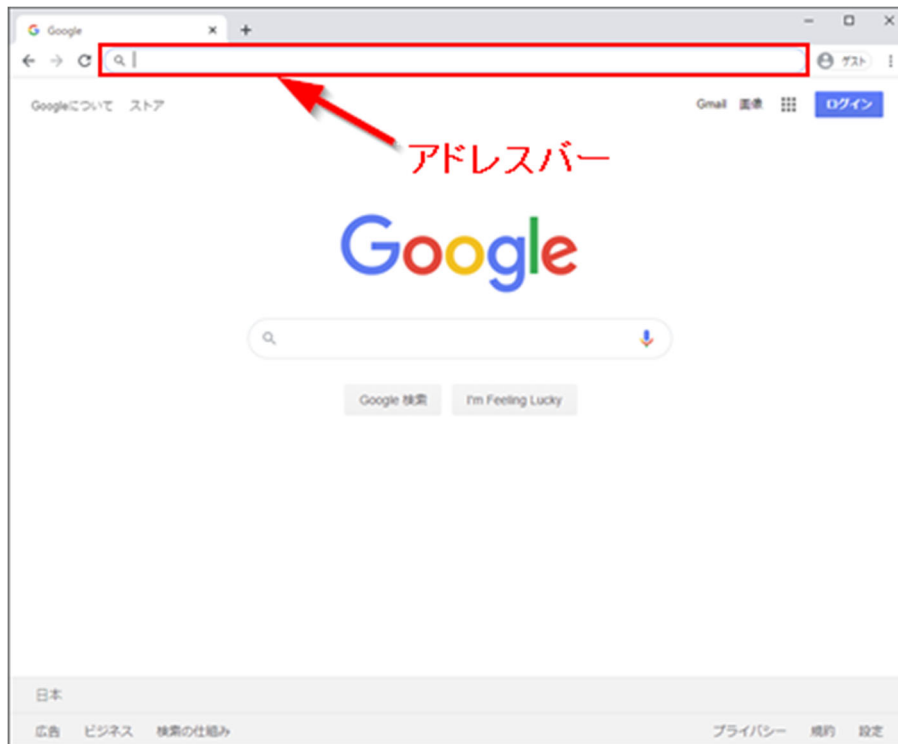 Google
ゲスト
Googleについて ストア
Gmail 画像 ログイン
アドレスバー
Google
Google 検索 I'm Feeling Lucky
日本
広告 ビジネス 検索の仕組み プライバシー 規約 設定